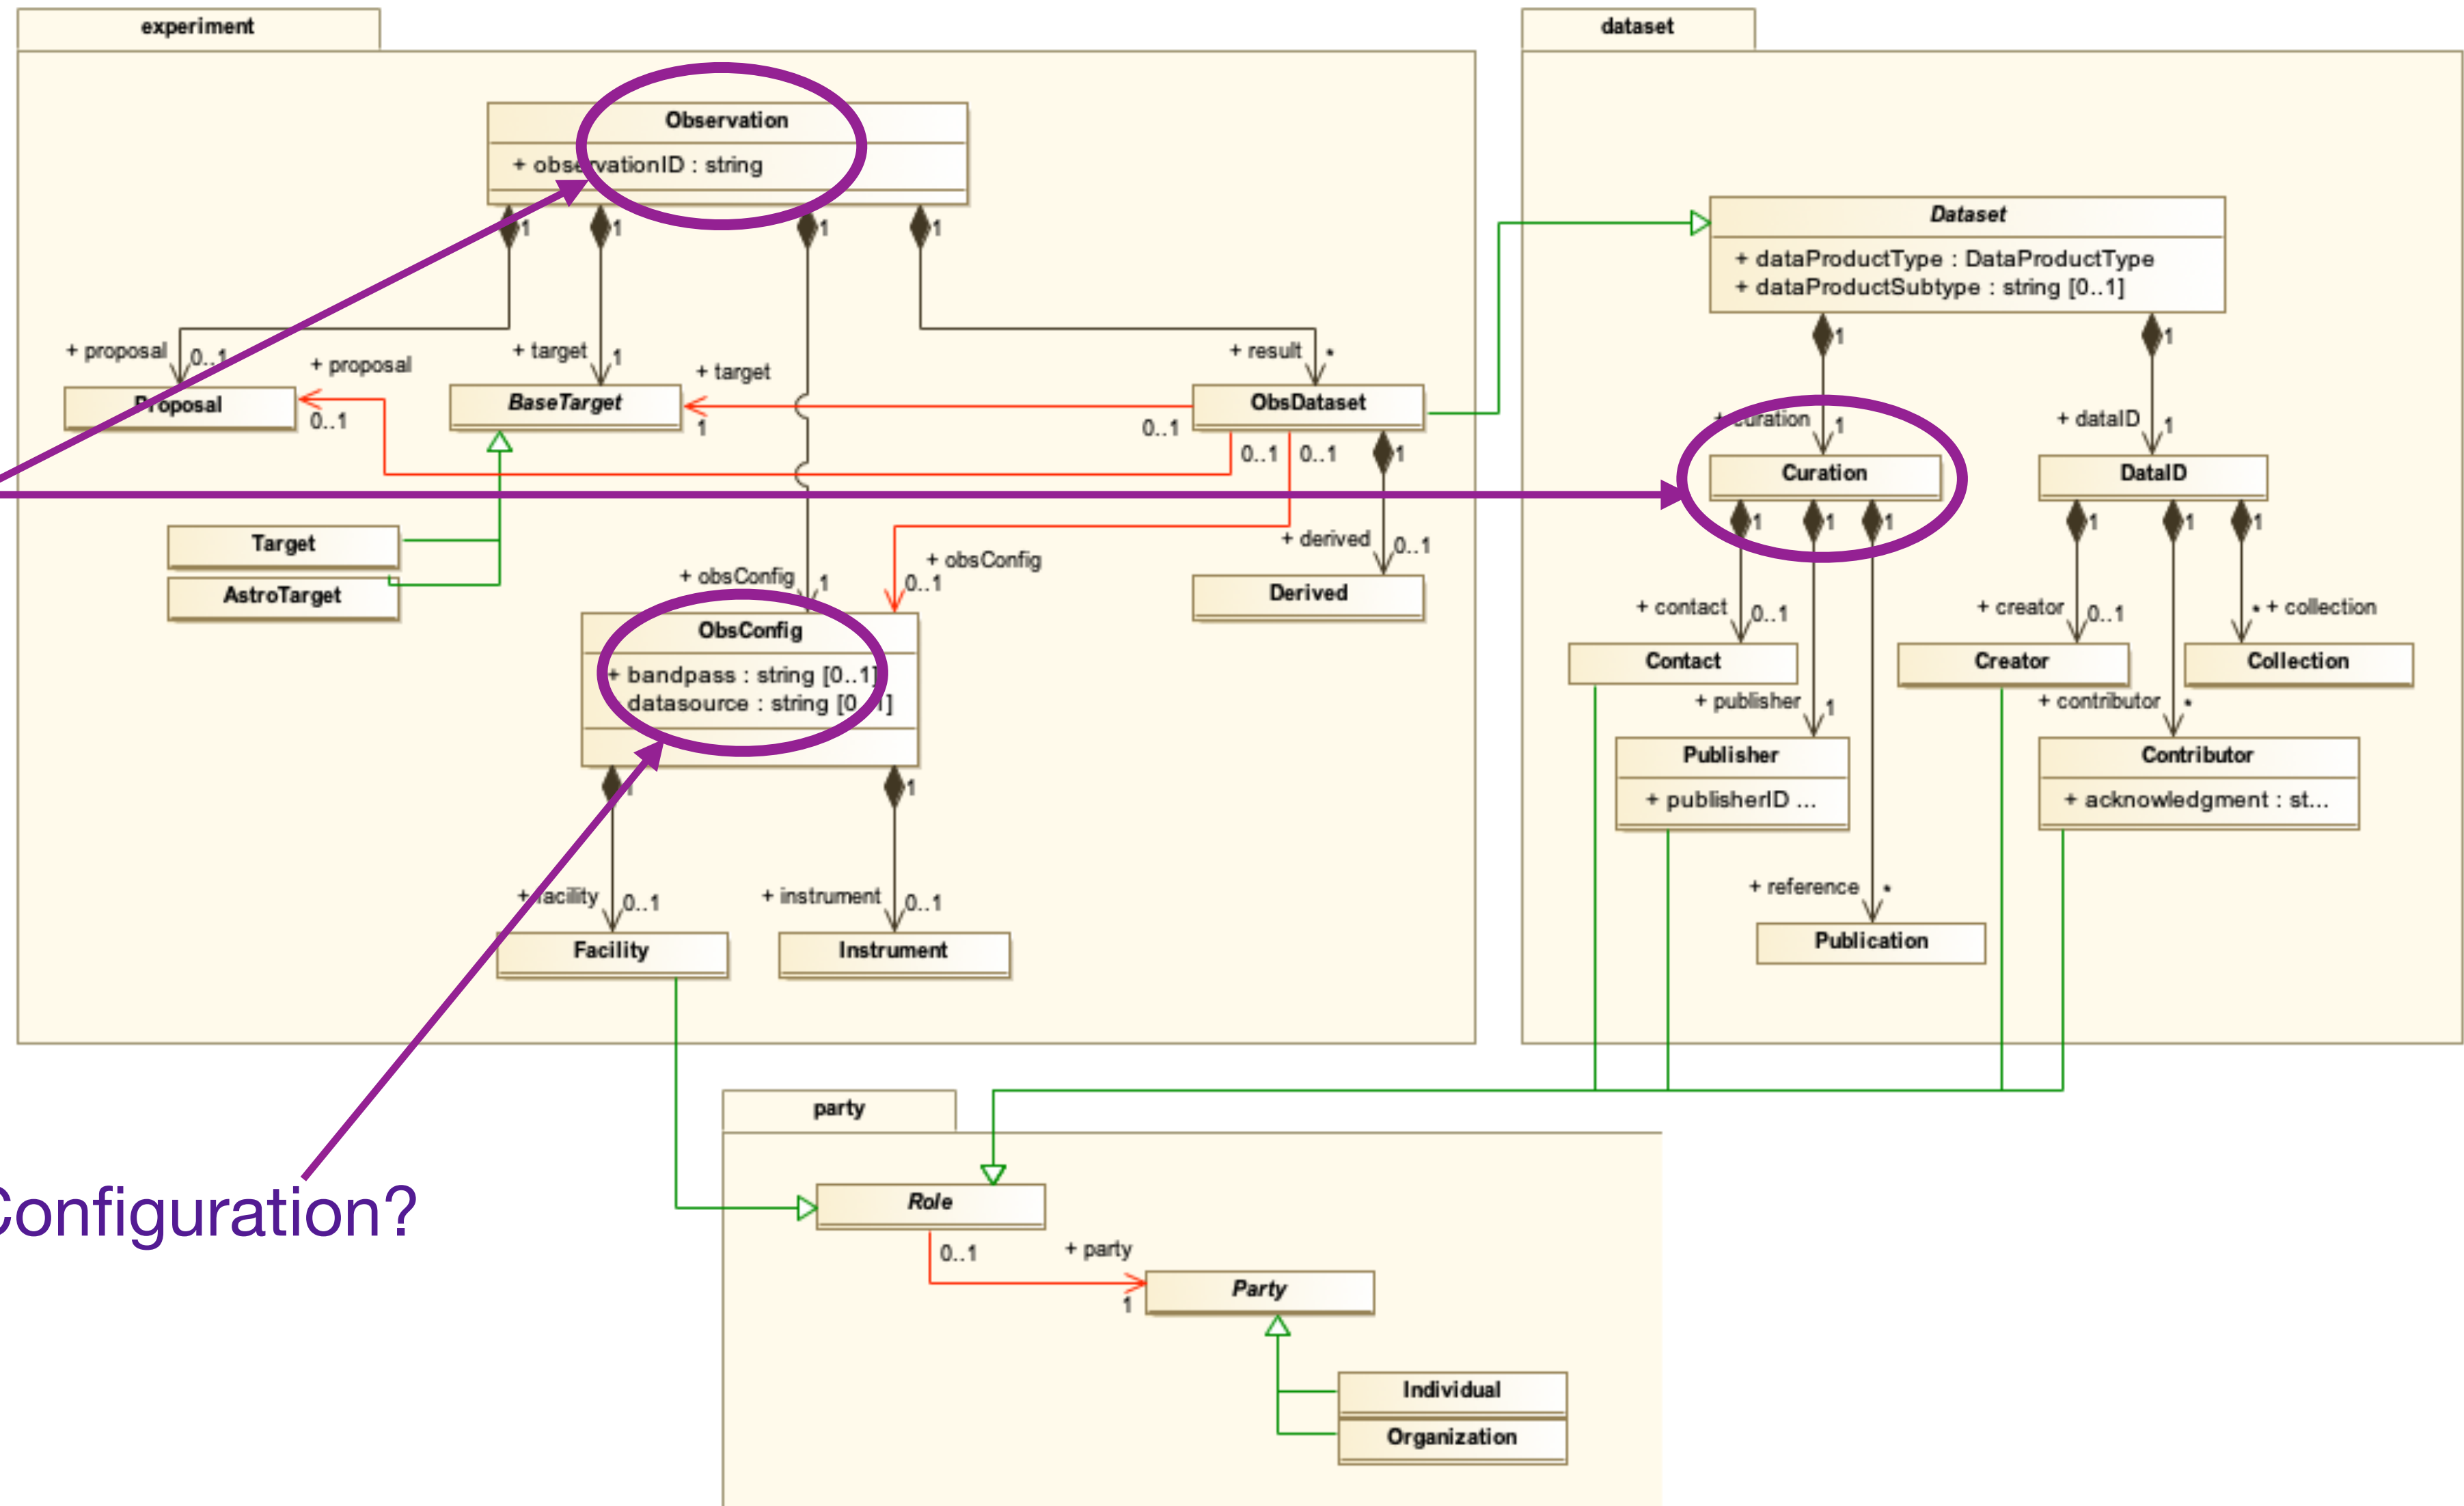 experiment
Observation
+ observationID : string
1
1
1
1
+ proposal
0..1
+ proposal
0..1
+ target
1
+ target
1
+ result
*
Proposal
BaseTarget
ObsDataset
0..1
0..1
0..1
1
Target
AstroTarget
+ derived
0..1
Derived
+ obsConfig
1
+ obsConfig
0..1
ObsConfig
+ bandpass : string [0..1]
datasource : string [0..1]
1
1
+ facility
0..1
+ instrument
0..1
Facility
Instrument
dataset
Dataset
+ dataProductType : DataProductType
+ dataProductSubtype : string [0..1]
1
1
+ curation
1
+ dataID
1
Curation
DataID
1
1
1
1
1
1
+ contact
0..1
+ creator
0..1
* + collection
Contact
Creator
Collection
+ publisher
1
+ contributor
*
Publisher
+ publisherID ...
Contributor
+ acknowledgment : st...
+ reference
*
Publication
party
Role
0..1
+ party
1
Party
Individual
Organization
Configuration?